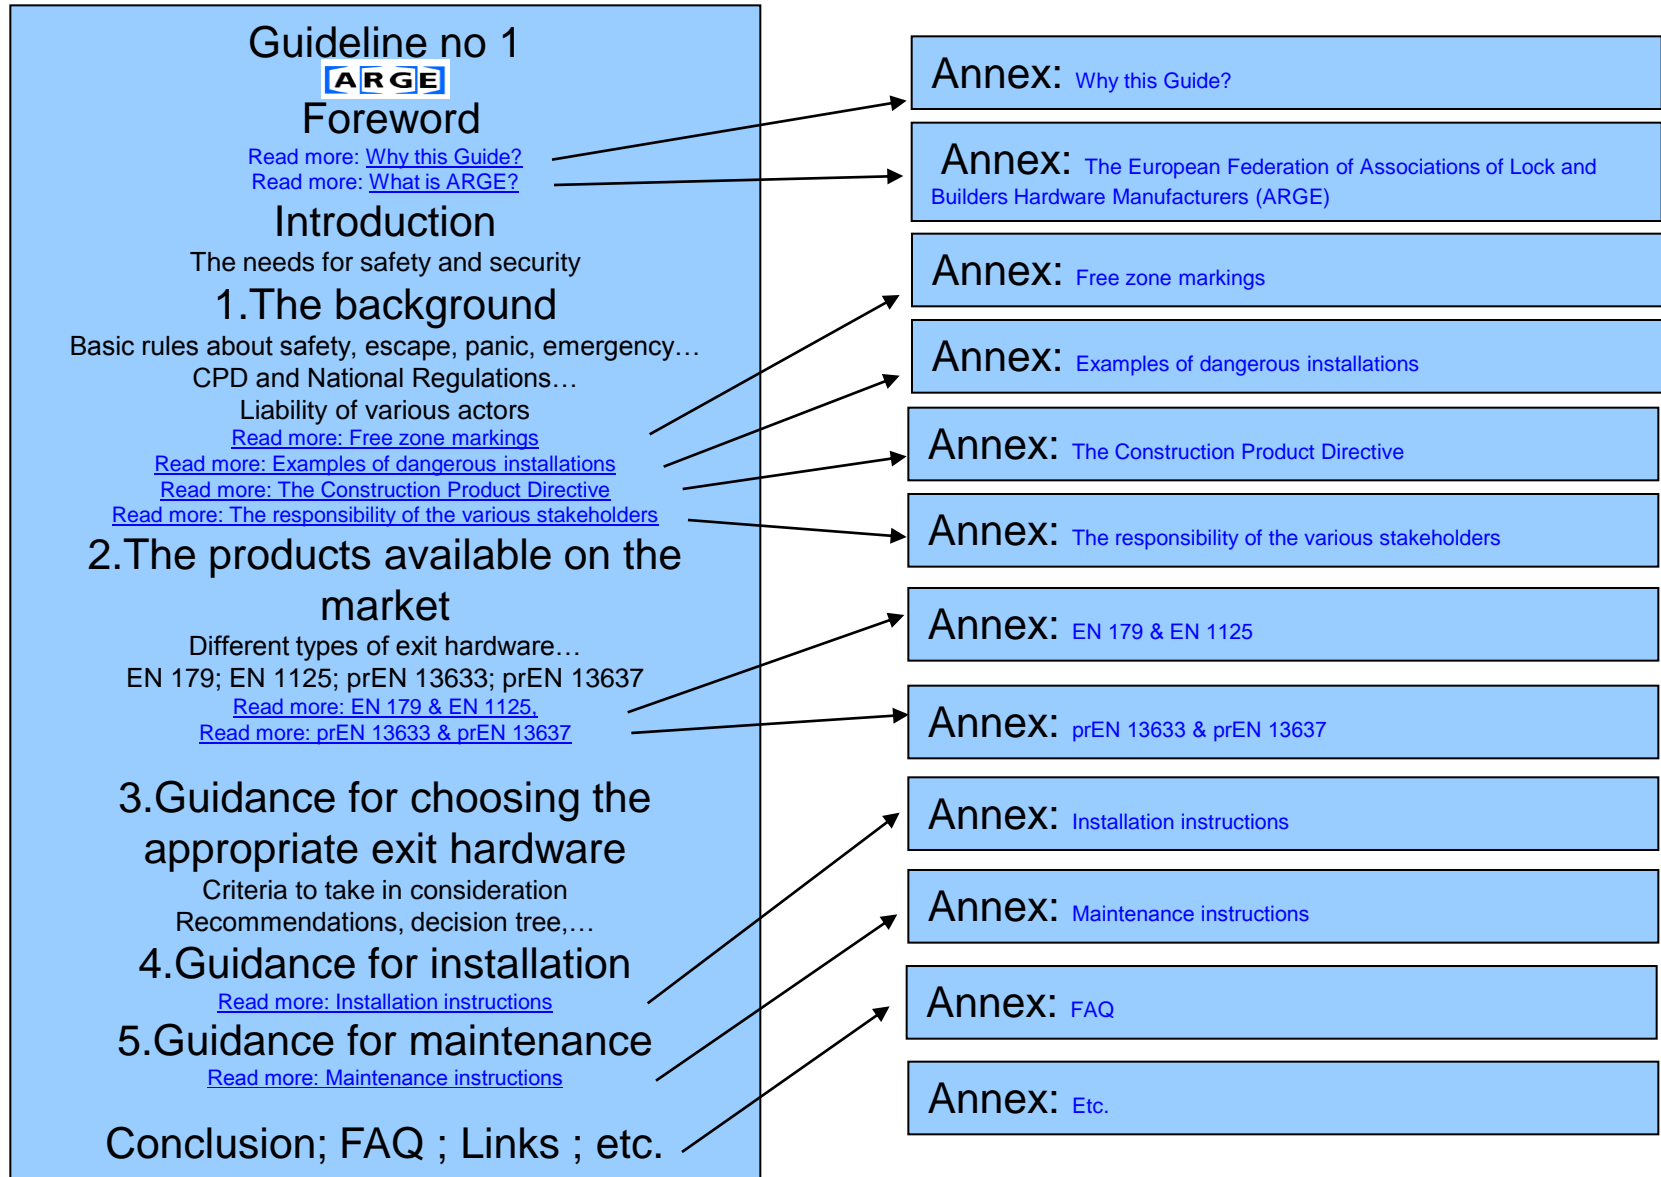 Guideline no 1
ARGE
Foreword
Read more: Why this Guide?
Read more: What is ARGE?
Introduction
The needs for safety and security
1.The background
Basic rules about safety, escape, panic, emergency…
CPD and National Regulations…
Liability of various actors
Read more: Free zone markings
Read more: Examples of dangerous installations
Read more: The Construction Product Directive
Read more: The responsibility of the various stakeholders
2.The products available on the
market
Different types of exit hardware…
EN 179; EN 1125; prEN 13633; prEN 13637
Read more: EN 179 & EN 1125,
Read more: prEN 13633 & prEN 13637
3.Guidance for choosing the
appropriate exit hardware
Criteria to take in consideration
Recommendations, decision tree,…
4.Guidance for installation
Read more: Installation instructions
5.Guidance for maintenance
Read more: Maintenance instructions
Conclusion; FAQ ; Links ; etc.
Annex: Why this Guide?
Annex: The European Federation of Associations of Lock and
Builders Hardware Manufacturers (ARGE)
Annex: Free zone markings
Annex: Examples of dangerous installations
Annex: The Construction Product Directive
Annex: The responsibility of the various stakeholders
Annex: EN 179 & EN 1125
Annex: prEN 13633 & prEN 13637
Annex: Installation instructions
Annex: Maintenance instructions
Annex: FAQ
Annex: Etc.